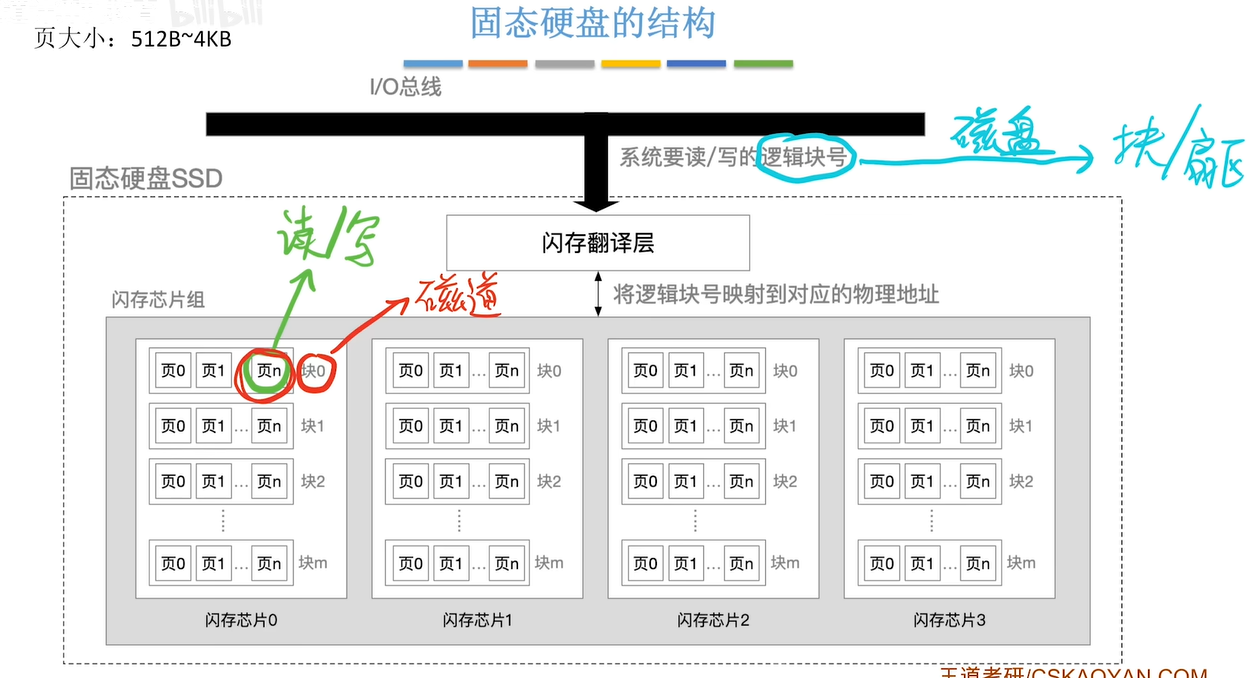 bilibili
固态硬盘的结构
页大小：512B~4KB
I/O总线
系统要读/写的逻辑块号
磁盘
块/扇区
固态硬盘SSD
读/写
闪存翻译层
磁道
将逻辑块号映射到对应的物理地址
闪存芯片组
页0 页1 页n 块0 页0 页1 … 页n 块0 页0 页1 … 页n 块0 页0 页1 … 页n 块0
页0 页1 … 页n 块1 页0 页1 … 页n 块1 页0 页1 … 页n 块1 页0 页1 … 页n 块1
页0 页1 … 页n 块2 页0 页1 … 页n 块2 页0 页1 … 页n 块2 页0 页1 … 页n 块2
页0 页1 … 页n 块m 页0 页1 … 页n 块m 页0 页1 … 页n 块m 页0 页1 … 页n 块m
闪存芯片0 闪存芯片1 闪存芯片2 闪存芯片3
王道考研/CSKAOYAN.COM